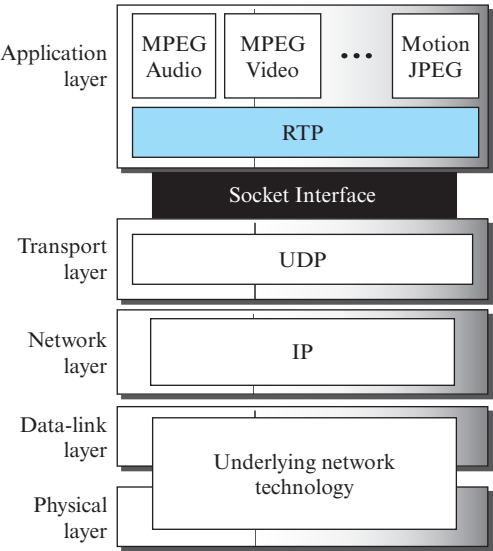 Application
layer
MPEG
Audio
MPEG
Video
...
Motion
JPEG
RTP
Socket Interface
Transport
layer
UDP
Network
layer
IP
Data-link
layer
Underlying network
technology
Physical
layer